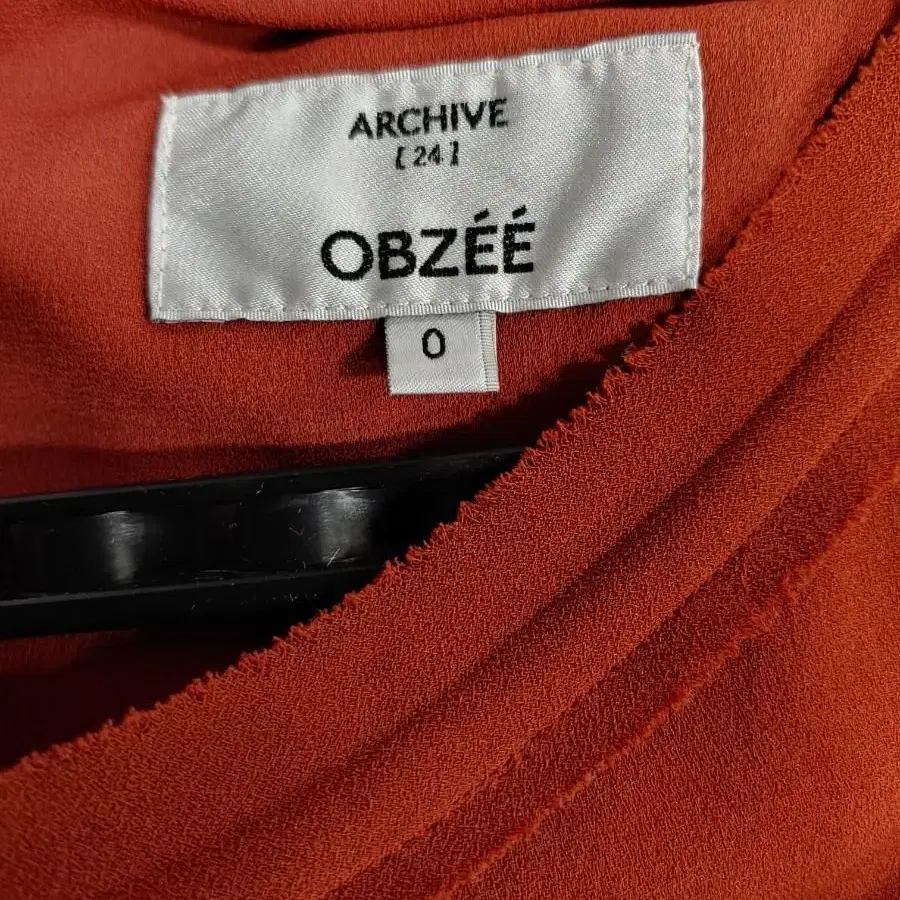 ARCHIVE
[24]
OBZÉÉ
0